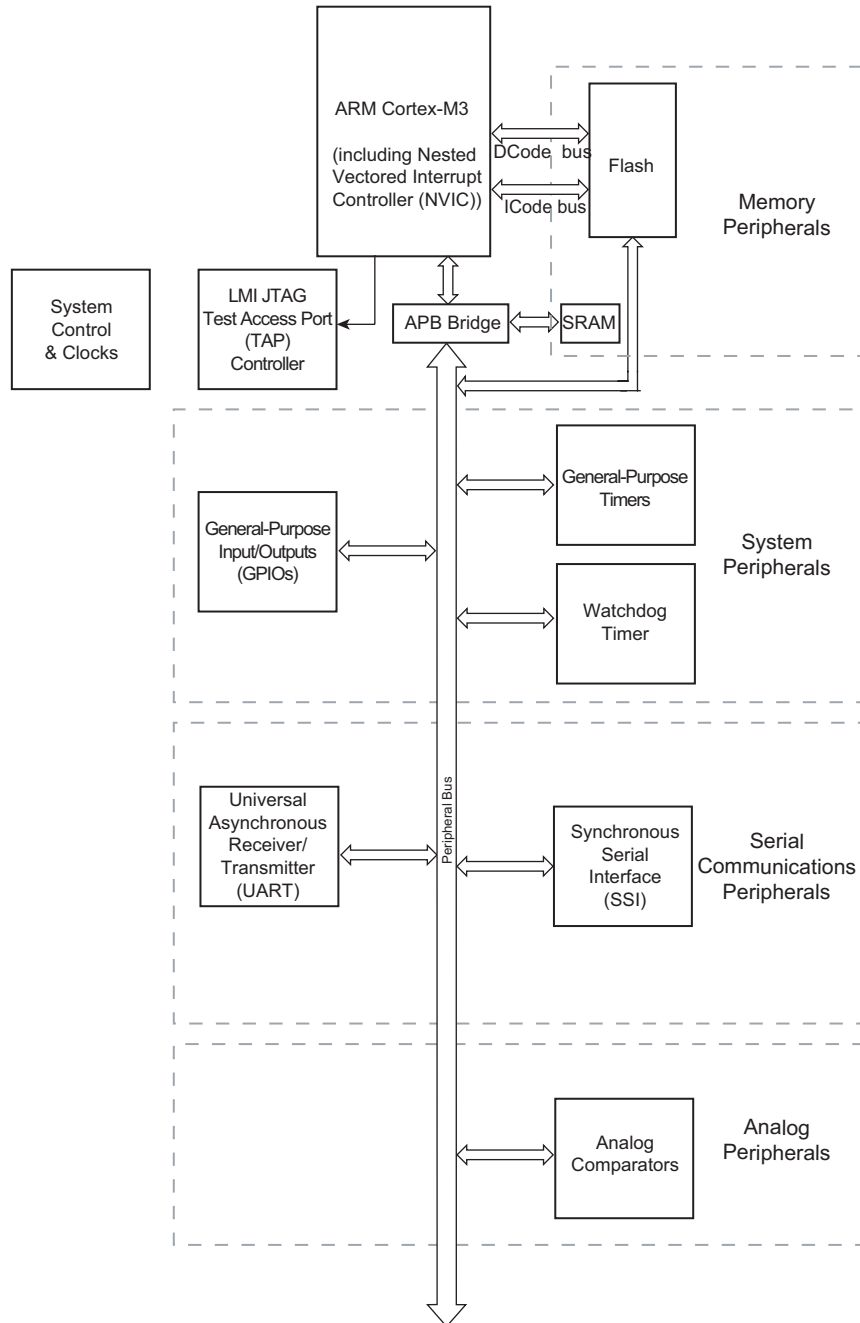 ARM Cortex-M3
(including Nested
Vectored Interrupt
Controller (NVIC))
DCode bus
ICode bus
Flash
Memory
Peripherals
System
Control
& Clocks
LMI JTAG
Test Access Port
(TAP)
Controller
APB Bridge
SRAM
General-Purpose
Timers
General-Purpose
Input/Outputs
(GPIOs)
System
Peripherals
Watchdog
Timer
Peripheral Bus
Universal
Asynchronous
Receiver/
Transmitter
(UART)
Synchronous
Serial
Interface
(SSI)
Serial
Communications
Peripherals
Analog
Comparators
Analog
Peripherals